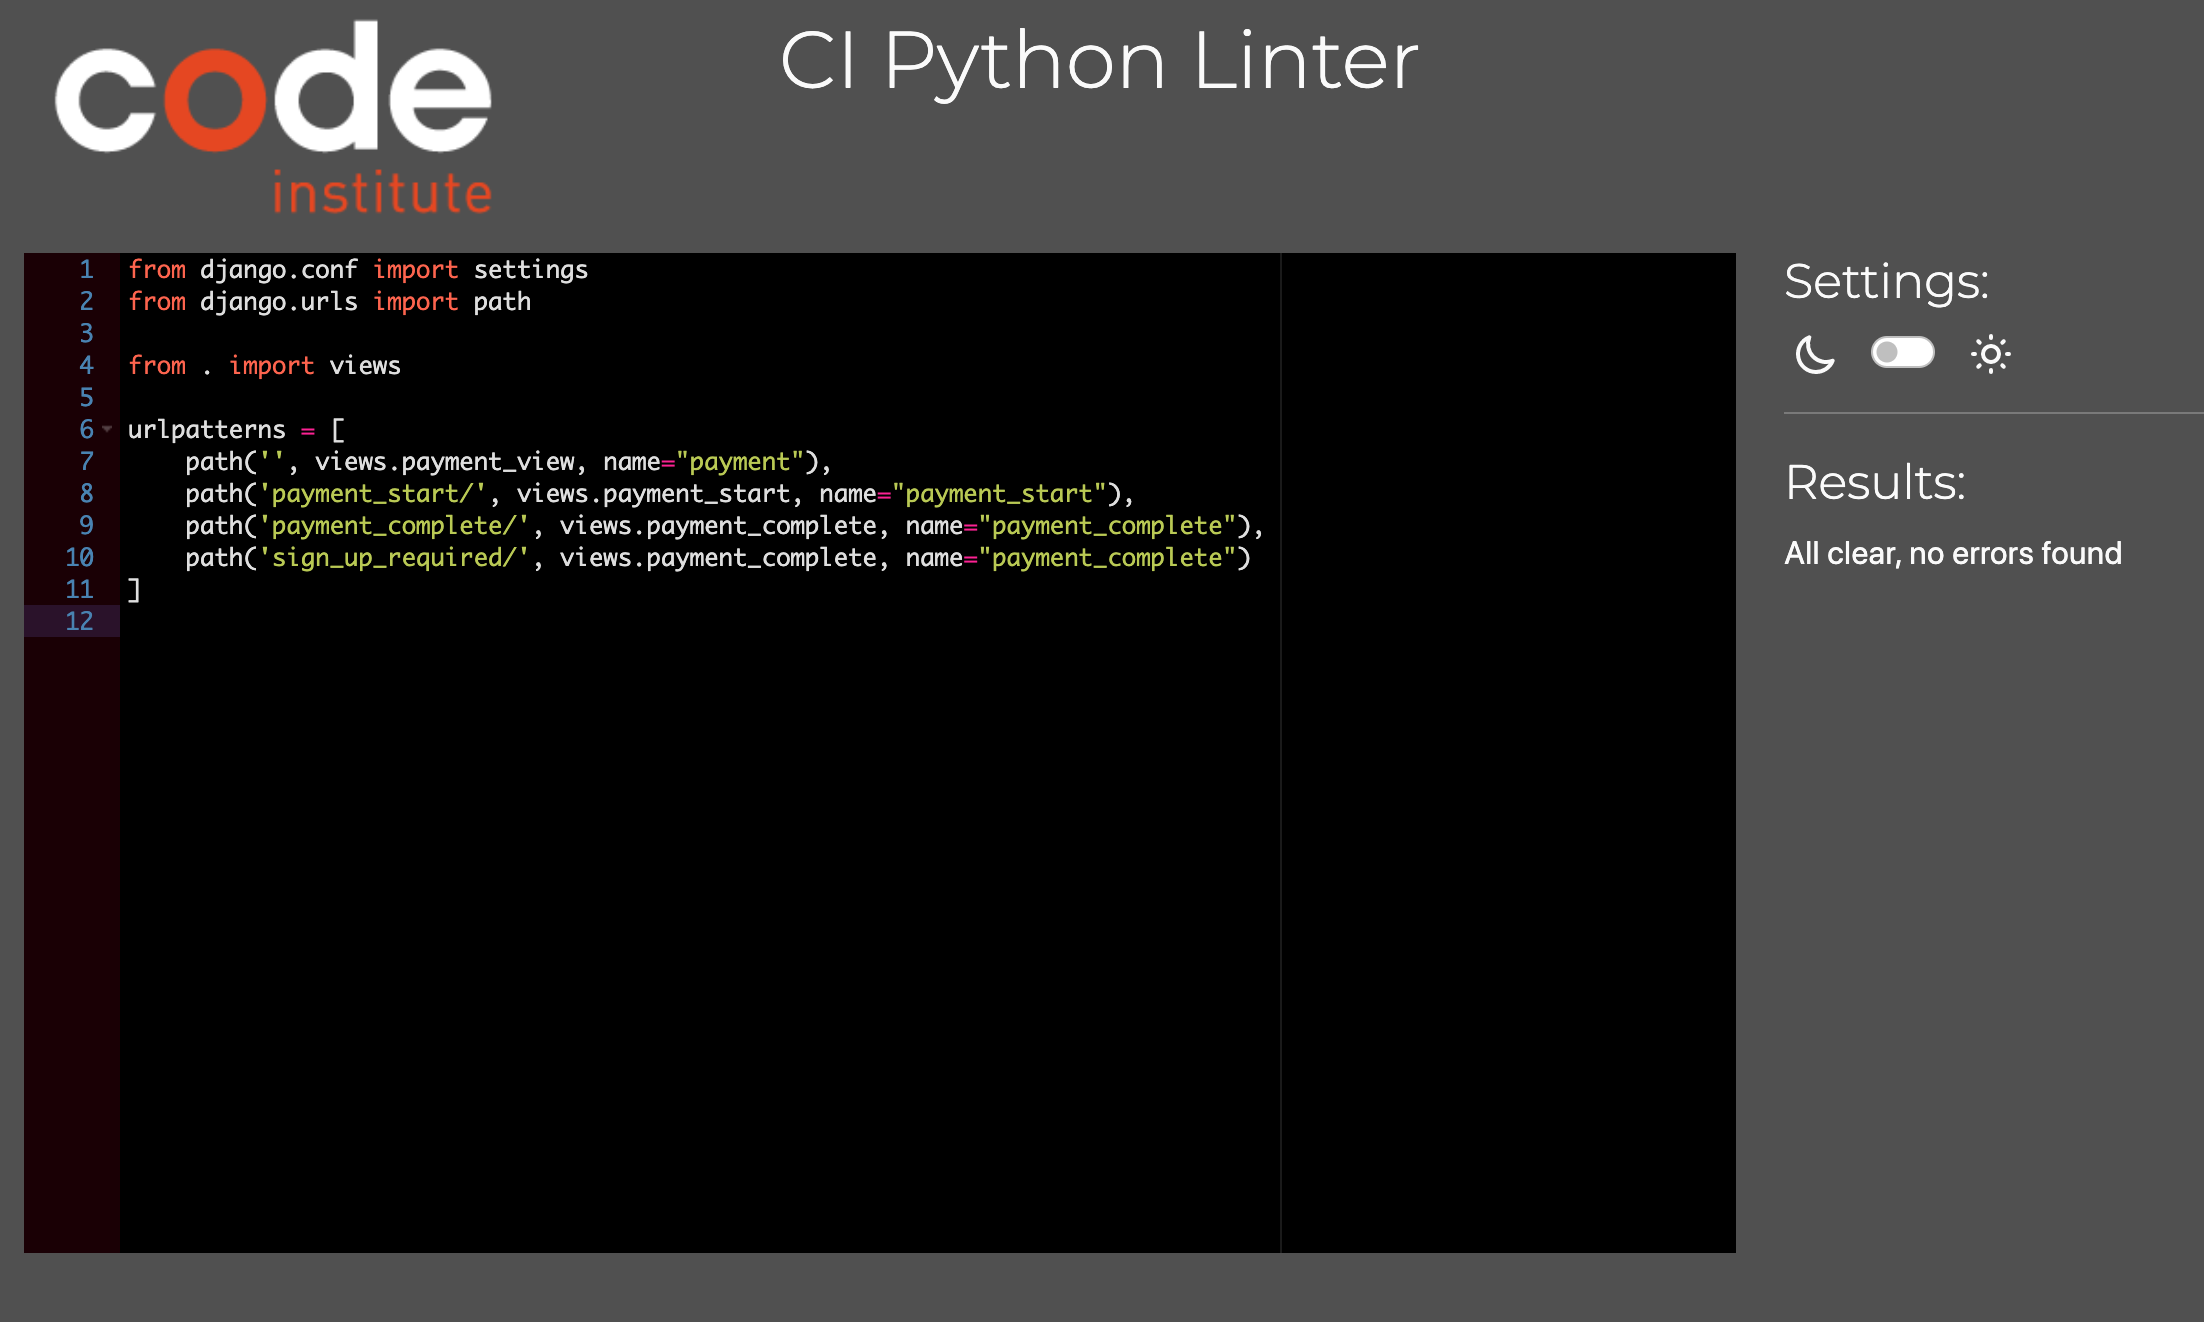 code
institute
CI Python Linter
1 from django.conf import settings
2 from django.urls import path
3
4 from . import views
5
6 urlpatterns = [
7     path('', views.payment_view, name="payment"),
8     path('payment_start/', views.payment_start, name="payment_start"),
9     path('payment_complete/', views.payment_complete, name="payment_complete"),
10     path('sign_up_required/', views.payment_complete, name="payment_complete")
11 ]
12
Settings:
Results:
All clear, no errors found